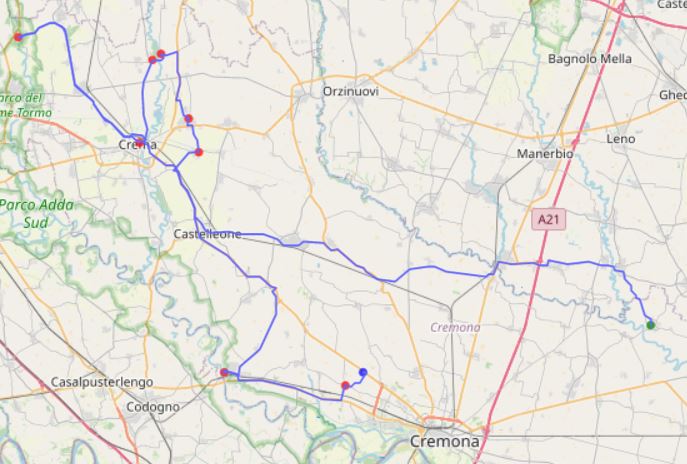 Caste
Bagnolo Mella
Orzinuovi
Ghed
arco del
me Tormo
Leno
Crema
Manerbio
Parco Adda
Sud
A21
Castelleone
Cremona
Casalpusterlengo
Codogno
Cremona